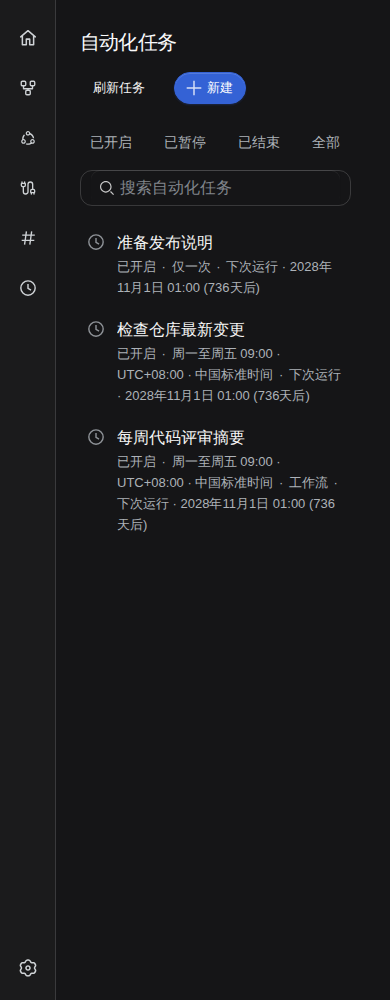 自动化任务
刷新任务
新建
已开启 已暂停 已结束 全部
搜索自动化任务
准备发布说明
已开启 · 仅一次 · 下次运行 · 2028年
11月1日 01:00 (736天后)
检查仓库最新变更
已开启 · 周一至周五 09:00 ·
UTC+08:00 · 中国标准时间 · 下次运行
· 2028年11月1日 01:00 (736天后)
每周代码评审摘要
已开启 · 周一至周五 09:00 ·
UTC+08:00 · 中国标准时间 · 工作流 ·
下次运行 · 2028年11月1日 01:00 (736
天后)